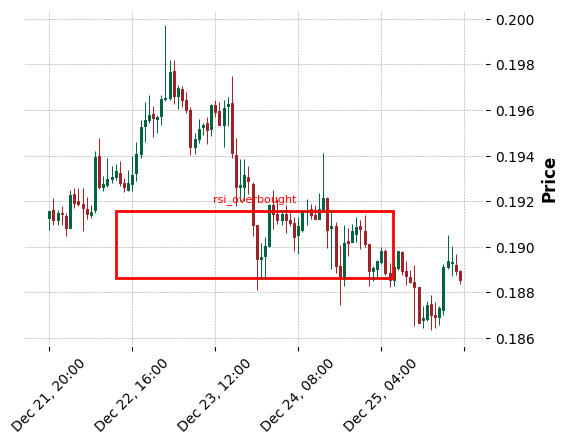 0.200
0.198
0.196
0.194
0.192
0.190
0.188
0.186
Price
rsi_overbought
Dec 21, 20:00
Dec 22, 16:00
Dec 23, 12:00
Dec 24, 08:00
Dec 25, 04:00